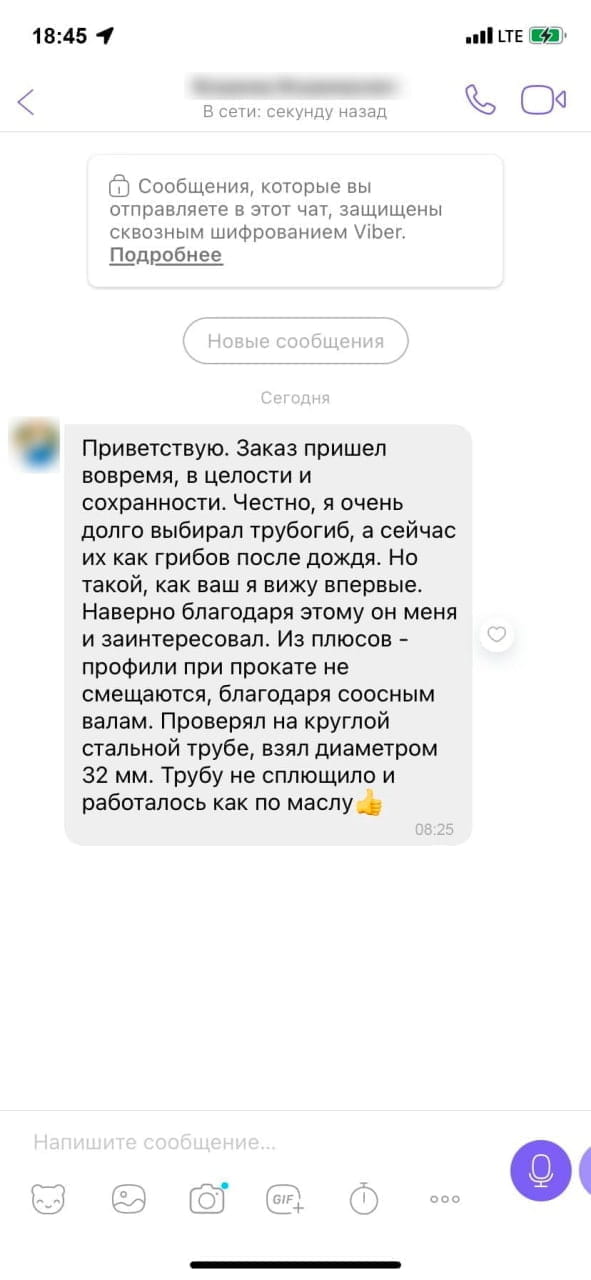 18:45
LTE
В сети: секунду назад
Сообщения, которые вы
отправляете в этот чат, защищены
сквозным шифрованием Viber.
Подробнее
Новые сообщения
Сегодня
Приветствую. Заказ пришел
вовремя, в целости и
сохранности. Честно, я очень
долго выбирал трубогиб, а сейчас
их как грибов после дождя. Но
такой, как ваш я вижу впервые.
Наверно благодаря этому он меня
и заинтересовал. Из плюсов -
профили при прокате не
смещаются, благодаря соосным
валам. Проверял на круглой
стальной трубе, взял диаметром
32 мм. Трубу не сплющило и
работалось как по маслу👍
08:25
Напишите сообщение...
GIF